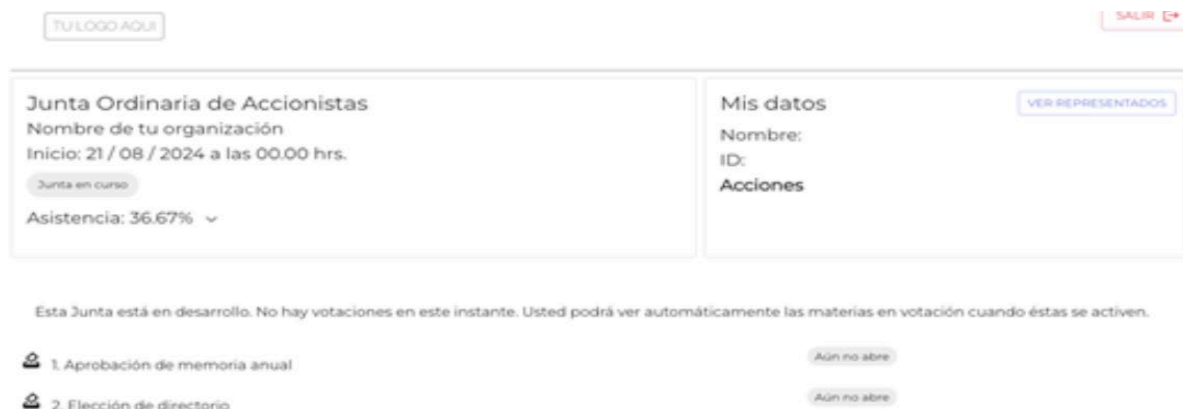 TU LOGO AQUI
SALIR
Junta Ordinaria de Accionistas
Nombre de tu organización
Inicio: 21 / 08 / 2024 a las 00.00 hrs.
Junta en curso
Asistencia: 36.67%
Mis datos
VER REPRESENTADOS
Nombre:
ID:
Acciones
Esta Junta está en desarrollo. No hay votaciones en este instante. Usted podrá ver automáticamente las materias en votación cuando éstas se activen.
1. Aprobación de memoria anual
Aún no abre
2. Elección de directorio
Aún no abre